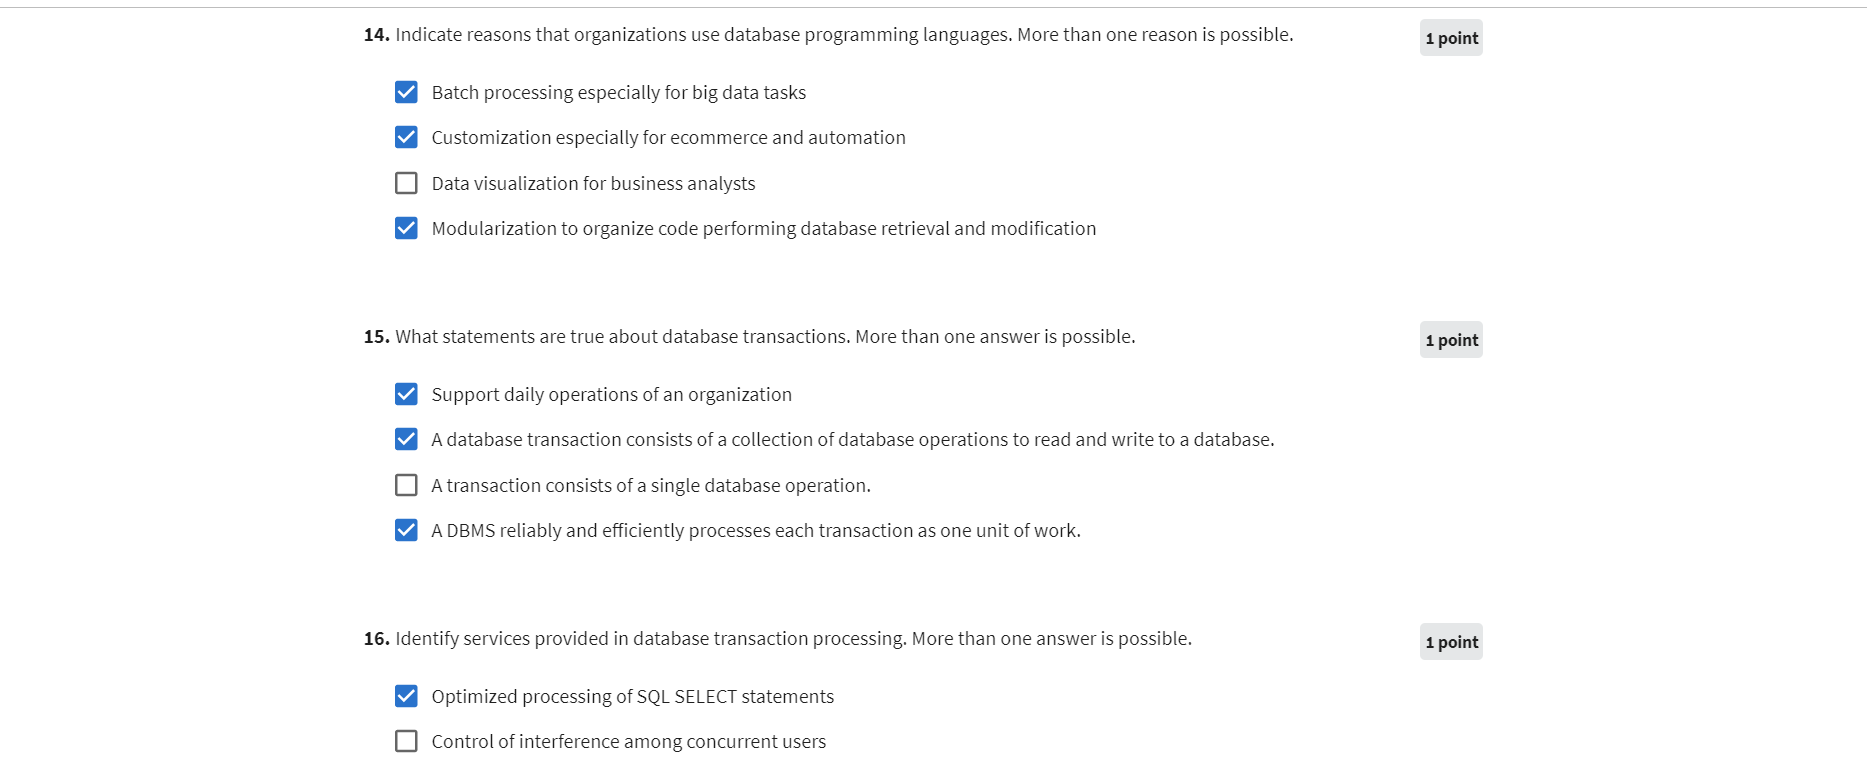 14. Indicate reasons that organizations use database programming languages. More than one reason is possible.
1 point
Batch processing especially for big data tasks
Customization especially for ecommerce and automation
Data visualization for business analysts
Modularization to organize code performing database retrieval and modification
15. What statements are true about database transactions. More than one answer is possible.
1 point
Support daily operations of an organization
A database transaction consists of a collection of database operations to read and write to a database.
A transaction consists of a single database operation.
A DBMS reliably and efficiently processes each transaction as one unit of work.
16. Identify services provided in database transaction processing. More than one answer is possible.
1 point
Optimized processing of SQL SELECT statements
Control of interference among concurrent users